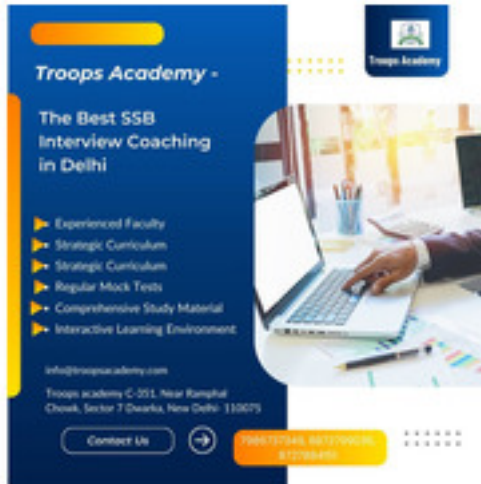 Troops Academy
Troops Academy -
The Best SSB
Interview Coaching
in Delhi
Experienced Faculty
Strategic Curriculum
Strategic Curriculum
Regular Mock Tests
Comprehensive Study Material
Interactive Learning Environment
info@troopsacademy.com
Troops academy C-351, Near Ramphal
Chowk, Sector 7 Dwarka, New Delhi- 110075
Contact Us